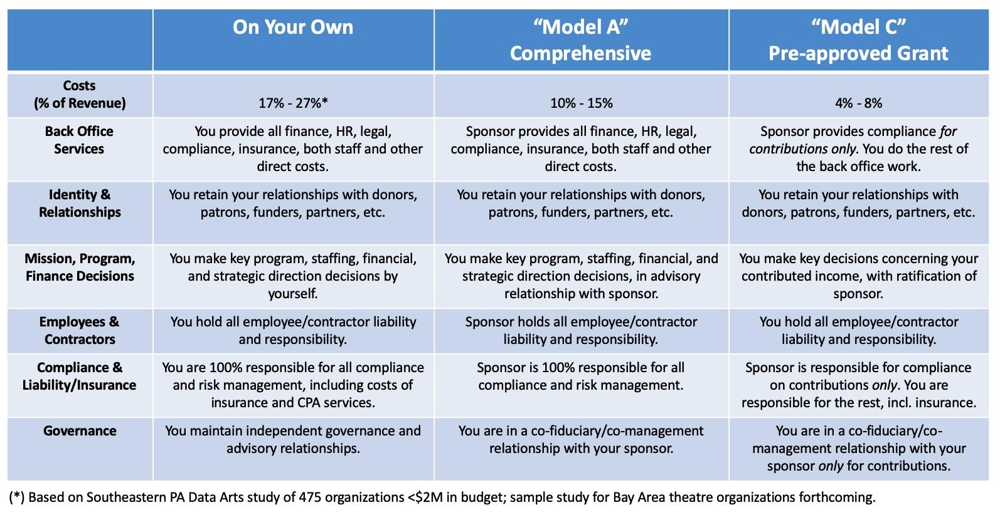 On Your Own
“Model A”
Comprehensive
“Model C”
Pre-approved Grant
Costs
(% of Revenue)
17% - 27%*
10% - 15%
4% - 8%
Back Office
Services
You provide all finance, HR, legal,
compliance, insurance, both staff and other
direct costs.
Sponsor provides all finance, HR, legal,
compliance, insurance, both staff and other
direct costs.
Sponsor provides compliance for
contributions only. You do the rest of
the back office work.
Identity &
Relationships
You retain your relationships with donors,
patrons, funders, partners, etc.
You retain your relationships with donors,
patrons, funders, partners, etc.
You retain your relationships with
donors, patrons, funders, partners, etc.
Mission, Program,
Finance Decisions
You make key program, staffing, financial,
and strategic direction decisions by
yourself.
You make key program, staffing, financial, and
strategic direction decisions, in advisory
relationship with sponsor.
You make key decisions concerning your
contributed income, with ratification of
sponsor.
Employees &
Contractors
You hold all employee/contractor liability
and responsibility.
Sponsor holds all employee/contractor
liability and responsibility.
You hold all employee/contractor
liability and responsibility.
Compliance &
Liability/Insurance
You are 100% responsible for all compliance
and risk management, including costs of
insurance and CPA services.
Sponsor is 100% responsible for all
compliance and risk management.
Sponsor is responsible for compliance
on contributions only. You are
responsible for the rest, incl. insurance.
Governance
You maintain independent governance and
advisory relationships.
You are in a co-fiduciary/co-management
relationship with your sponsor.
You are in a co-fiduciary/co-
management relationship with your
sponsor only for contributions.
(*) Based on Southeastern PA Data Arts study of 475 organizations <$2M in budget; sample study for Bay Area theatre organizations forthcoming.